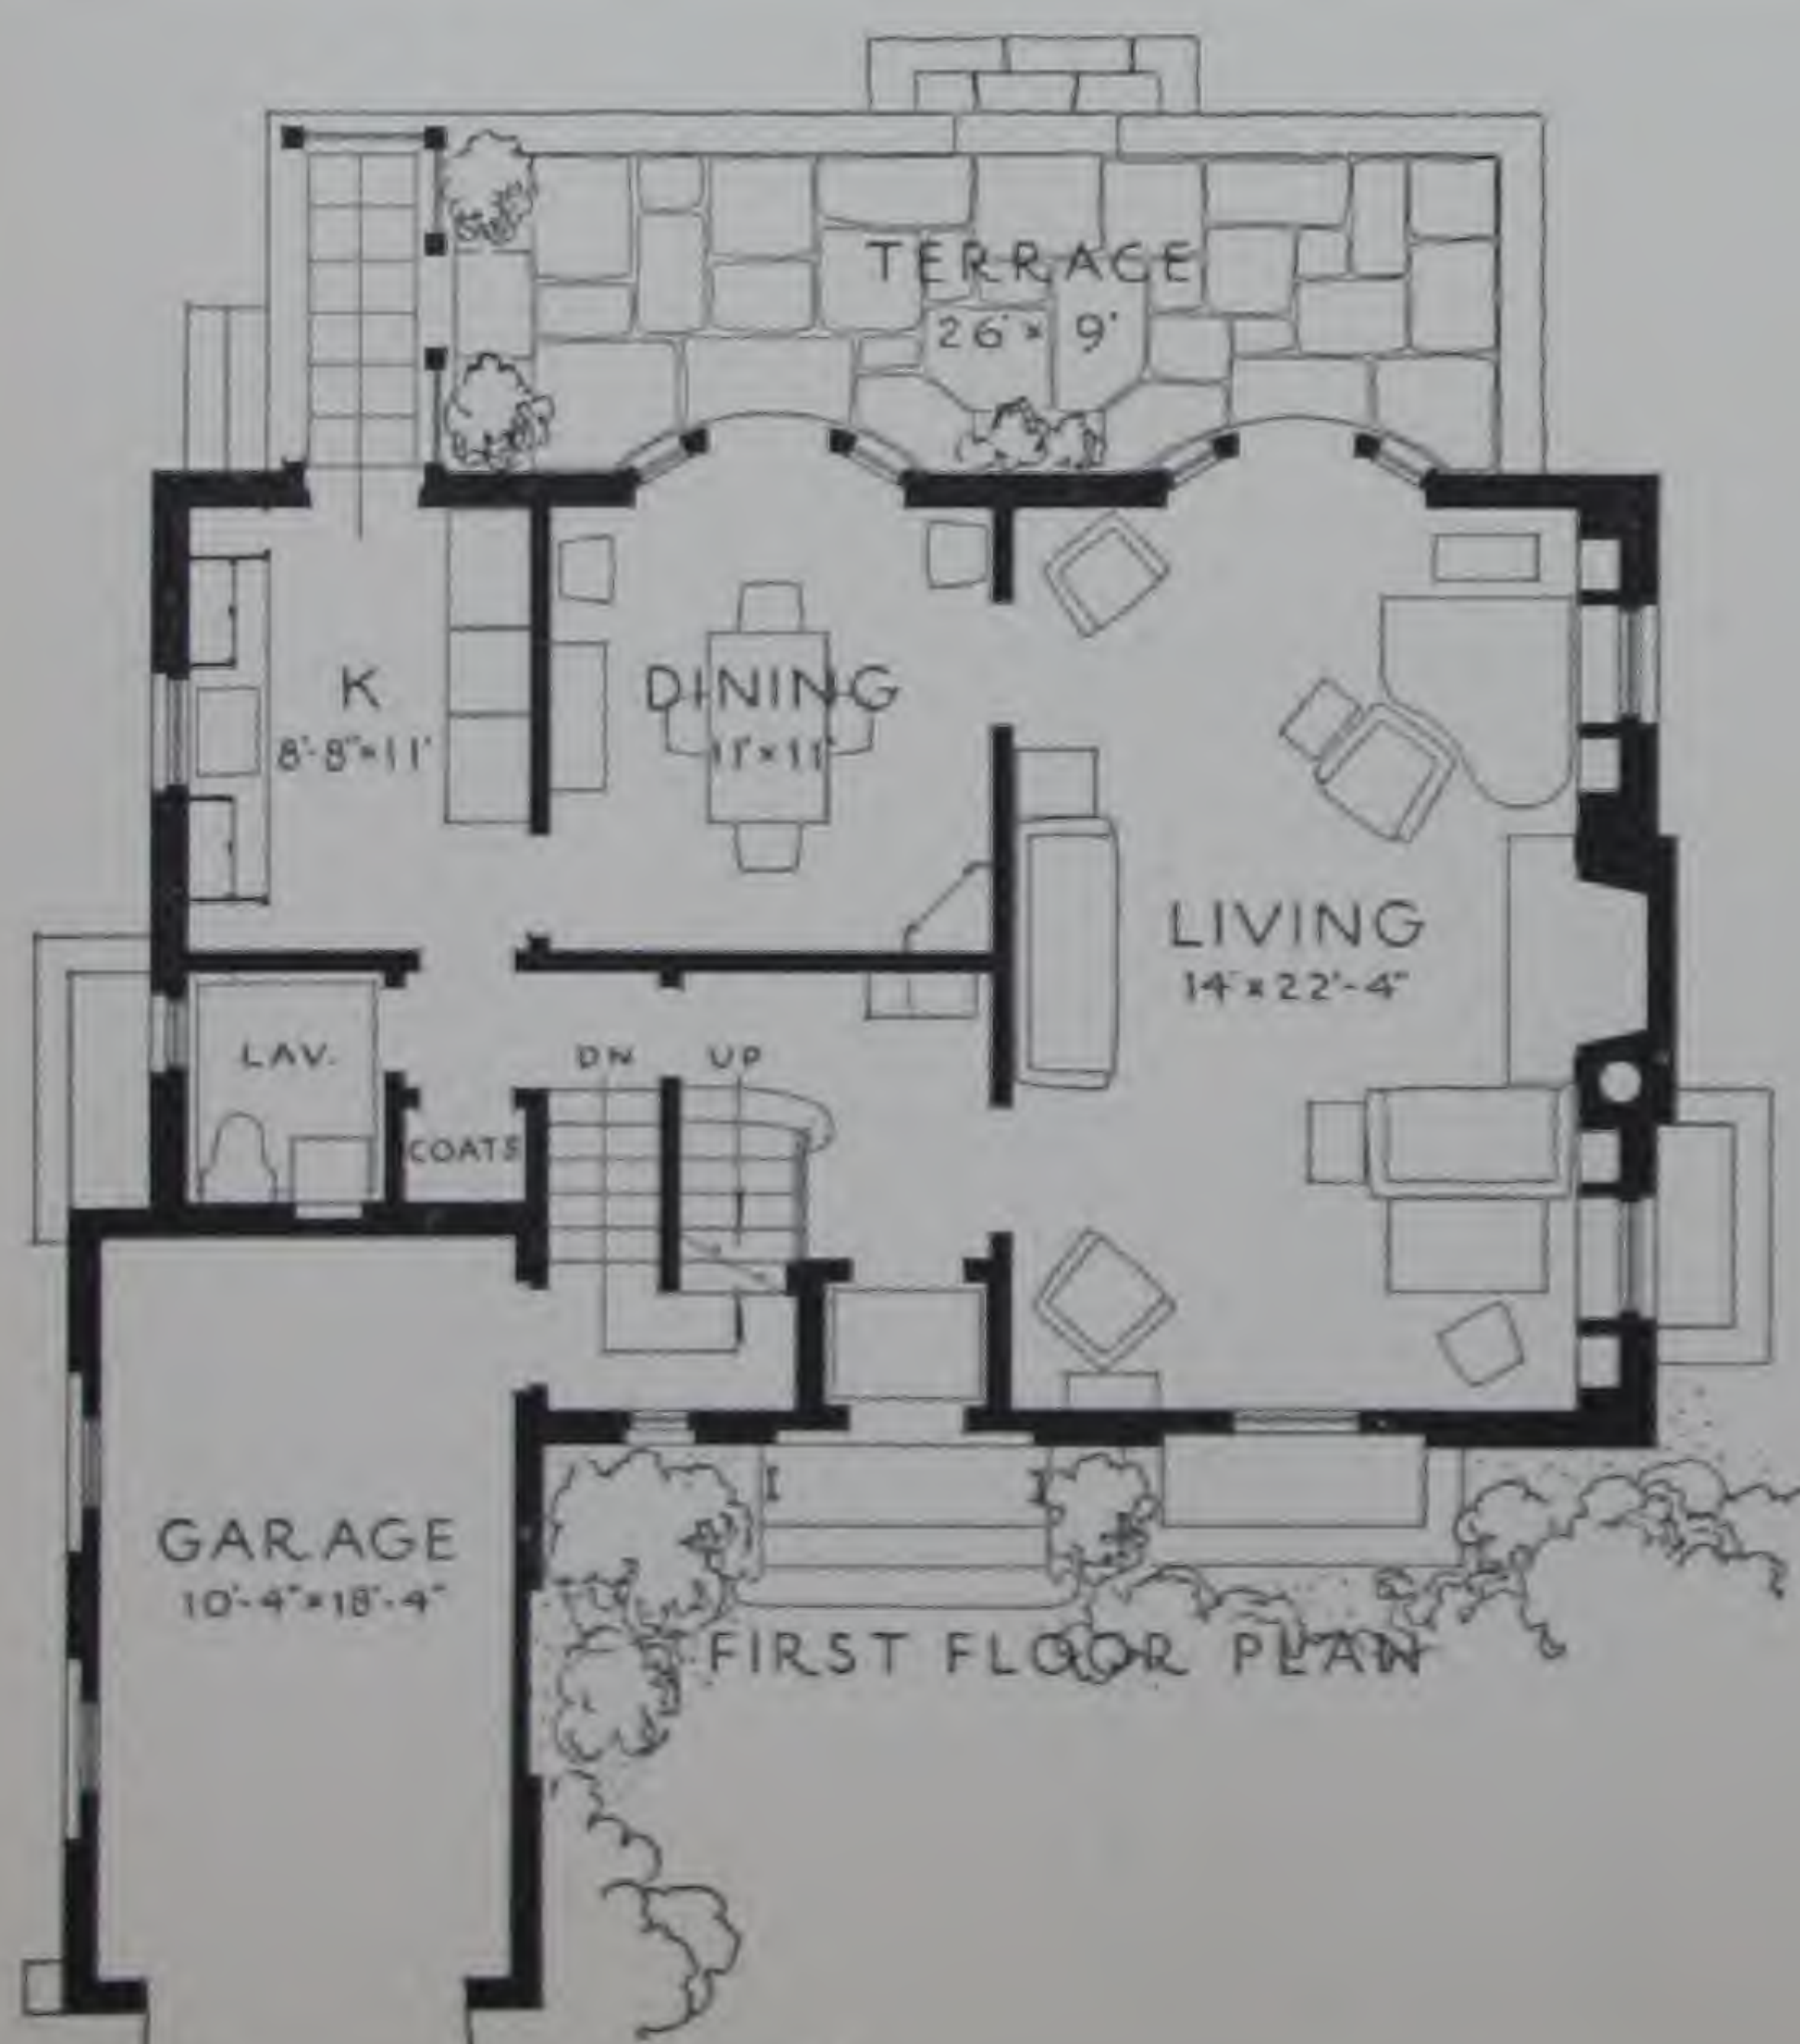 TERRACE
26' x 9'
K
8'-8" x 11'
DINING
11' x 11'
LIVING
14' x 22'-4"
LAV.
DN
UP
COATS
GARAGE
10'-4" x 18'-4"
FIRST FLOOR PLAN